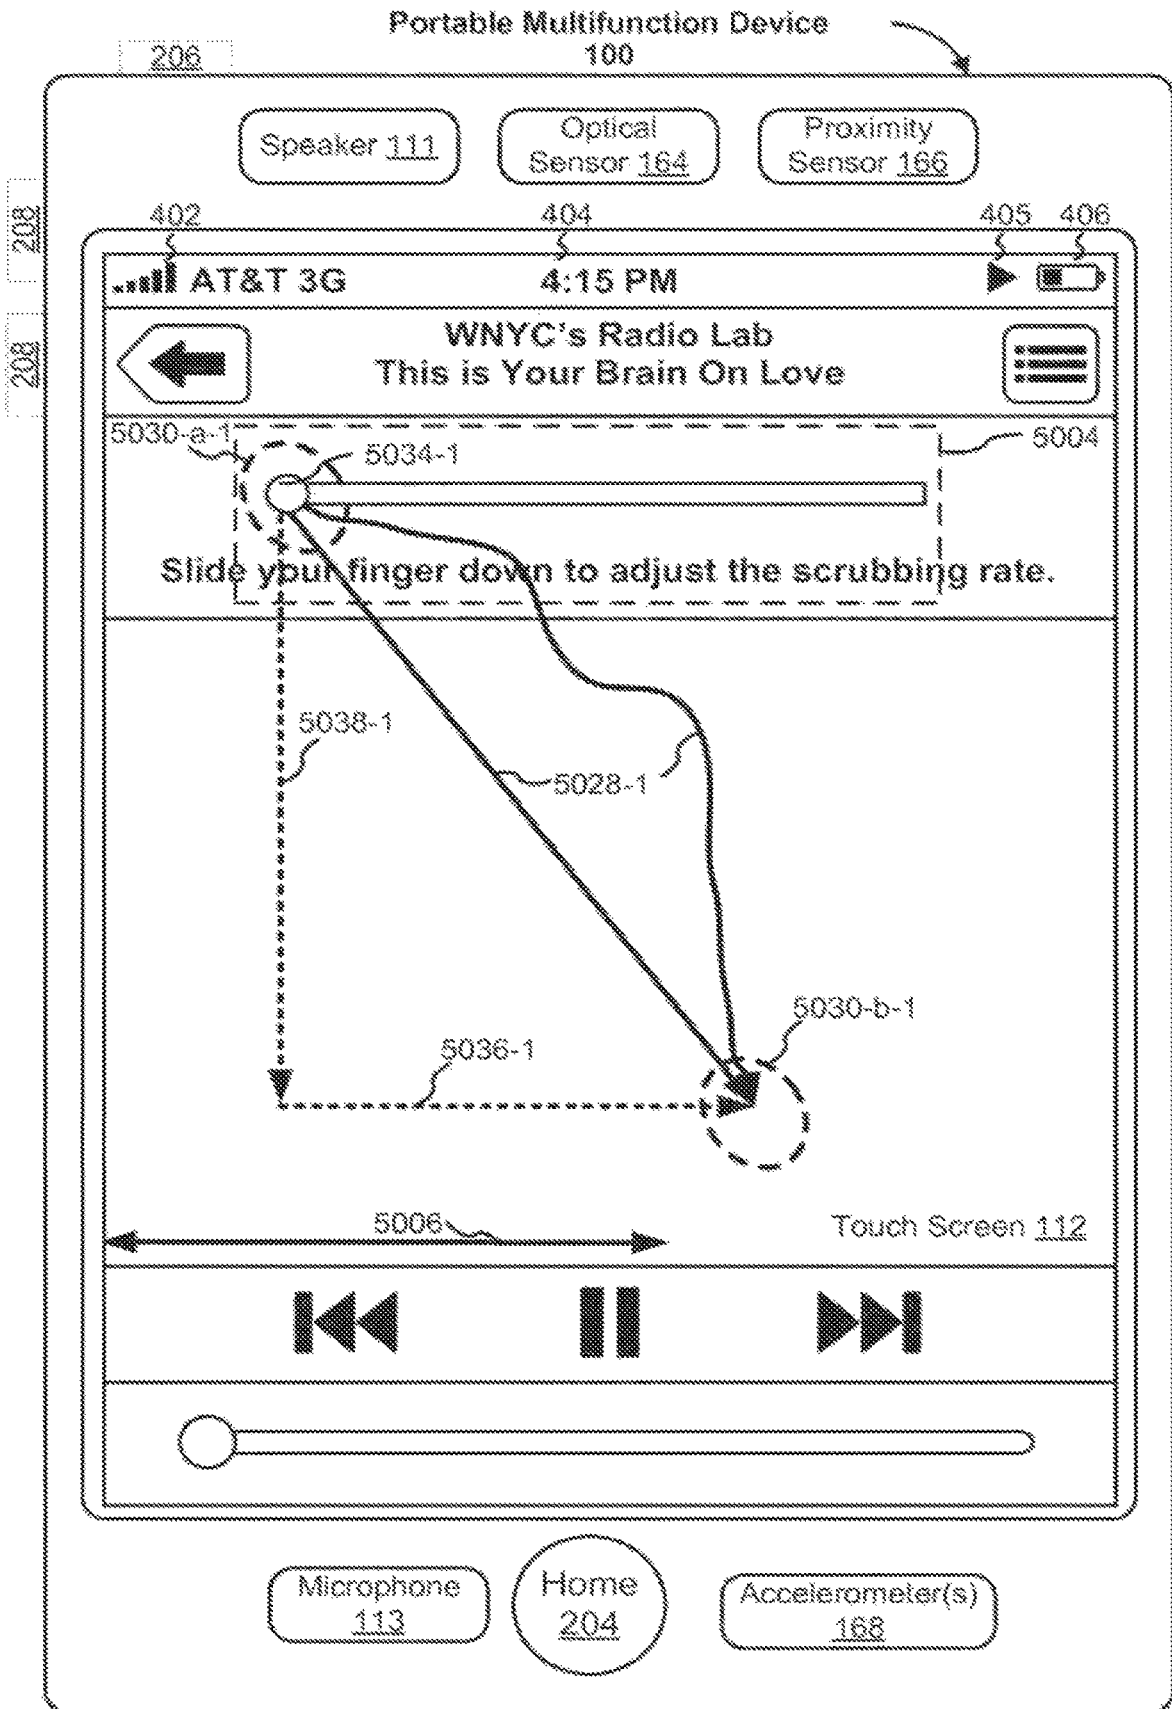 Portable Multifunction Device
100
206
Speaker 111
Optical
Sensor 164
Proximity
Sensor 166
208
402
404
405
406
AT&T 3G
4:15 PM
208
WNYC's Radio Lab
This is Your Brain On Love
5030-a-1
5034-1
5004
Slide your finger down to adjust the scrubbing rate.
5038-1
5028-1
5030-b-1
5036-1
5006
Touch Screen 112
Microphone
113
Home
204
Accelerometer(s)
168